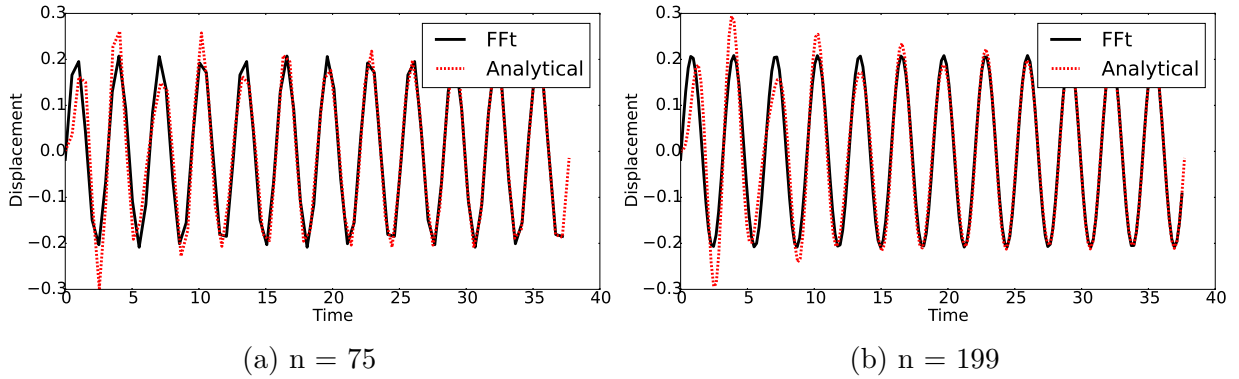 0.3
0.2
0.1
0.0
−0.1
−0.2
−0.3
Displacement
0 5 10 15 20 25 30 35 40
Time
FFt
Analytical
(a) n = 75
0.3
0.2
0.1
0.0
−0.1
−0.2
−0.3
Displacement
0 5 10 15 20 25 30 35 40
Time
FFt
Analytical
(b) n = 199